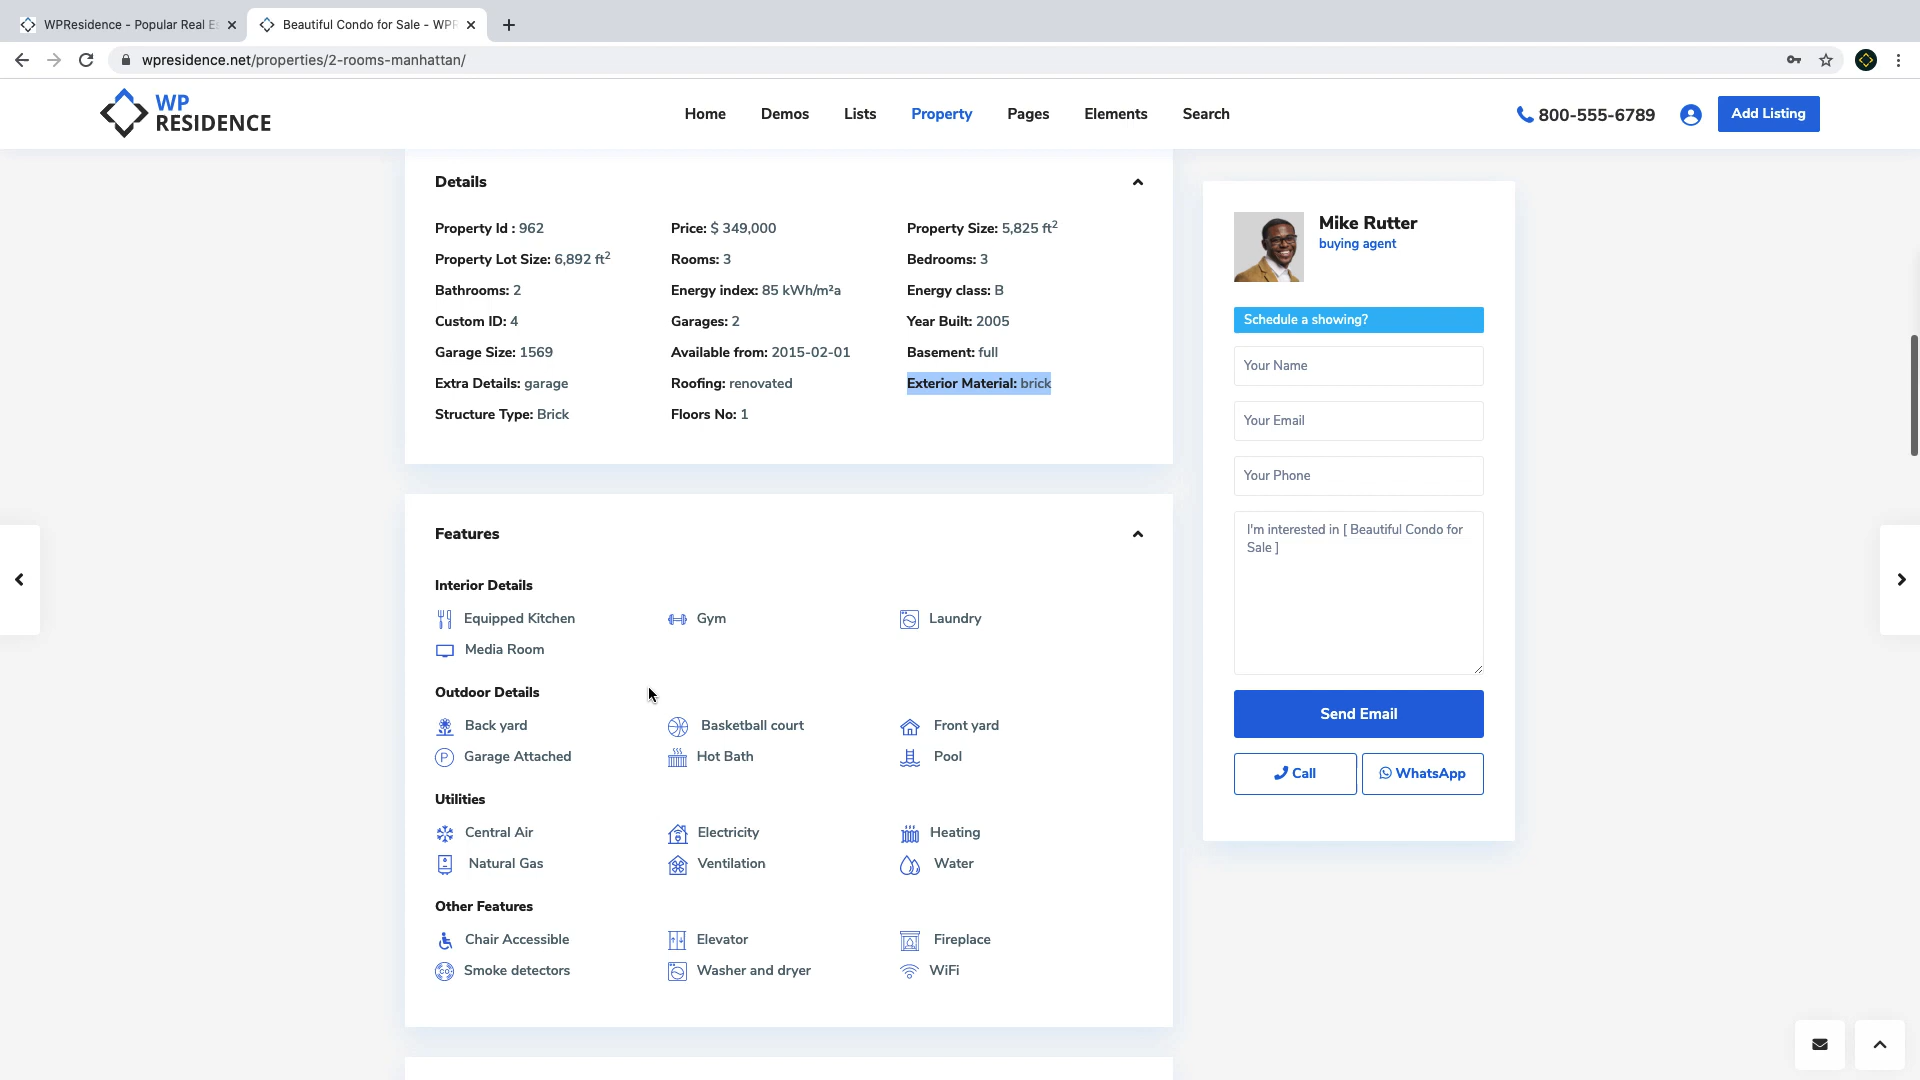 WPResidence - Popular Real Es
Beautiful Condo for Sale - WPR
wpresidence.net/properties/2-rooms-manhattan/
WP
RESIDENCE
Home
Demos
Lists
Property
Pages
Elements
Search
800-555-6789
Add Listing
Details
Property Id : 962
Price: $ 349,000
Property Size: 5,825 ft2
Property Lot Size: 6,892 ft2
Rooms: 3
Bedrooms: 3
Bathrooms: 2
Energy index: 85 kWh/m²a
Energy class: B
Custom ID: 4
Garages: 2
Year Built: 2005
Garage Size: 1569
Available from: 2015-02-01
Basement: full
Extra Details: garage
Roofing: renovated
Exterior Material: brick
Structure Type: Brick
Floors No: 1
Features
Interior Details
Equipped Kitchen
Gym
Laundry
Media Room
Outdoor Details
Back yard
Basketball court
Front yard
Garage Attached
Hot Bath
Pool
Utilities
Central Air
Electricity
Heating
Natural Gas
Ventilation
Water
Other Features
Chair Accessible
Elevator
Fireplace
Smoke detectors
Washer and dryer
WiFi
Mike Rutter
buying agent
Schedule a showing?
Your Name
Your Email
Your Phone
I'm interested in [ Beautiful Condo for
Sale ]
Send Email
Call
WhatsApp